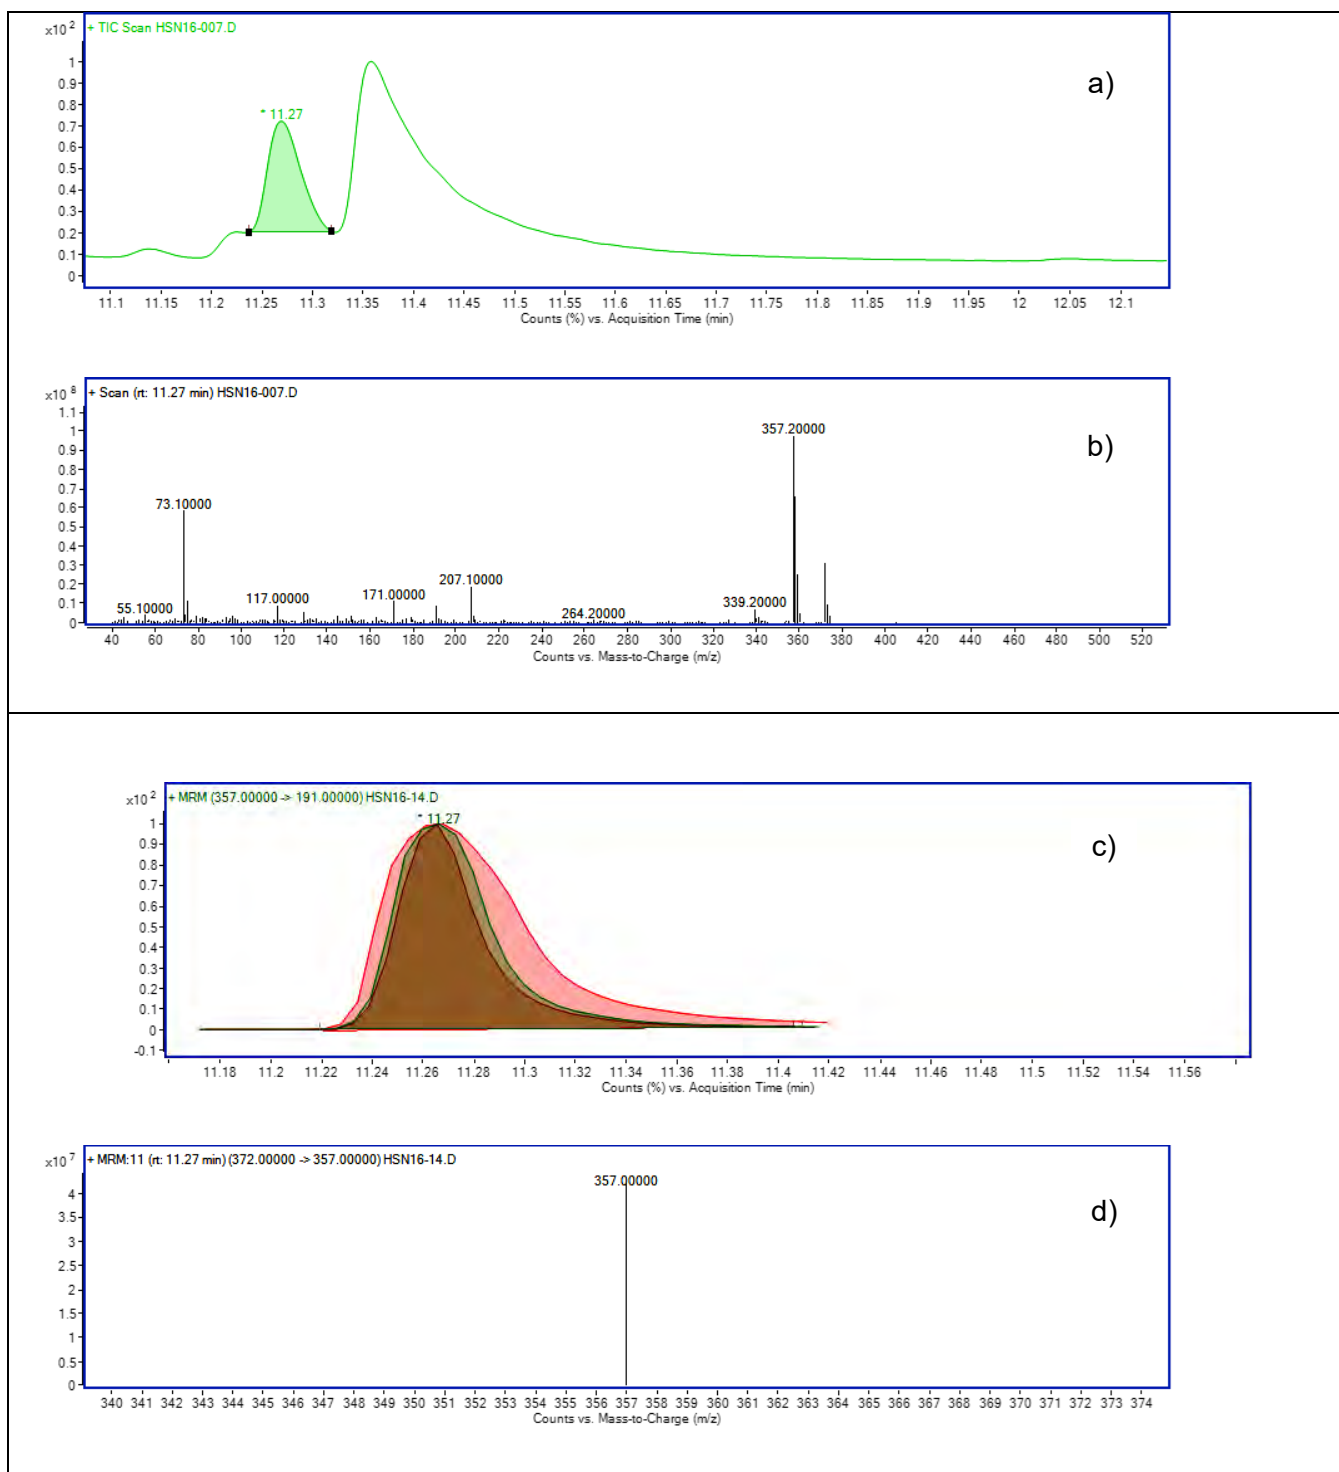 x10 2
+ TIC Scan HSN16-007.D
a)
1
0.9
0.8
0.7
0.6
0.5
0.4
0.3
0.2
0.1
0
* 11.27
11.1 11.15 11.2 11.25 11.3 11.35 11.4 11.45 11.5 11.55 11.6 11.65 11.7 11.75 11.8 11.85 11.9 11.95 12 12.05 12.1
Counts (%) vs. Acquisition Time (min)
x10 8
+ Scan (rt: 11.27 min) HSN16-007.D
b)
1.1
1
0.9
0.8
0.7
0.6
0.5
0.4
0.3
0.2
0.1
0
357.20000
73.10000
207.10000
171.00000
117.00000
55.10000
264.20000
339.20000
40 60 80 100 120 140 160 180 200 220 240 260 280 300 320 340 360 380 400 420 440 460 480 500 520
Counts vs. Mass-to-Charge (m/z)
x10 2
+ MRM (357.00000 -> 191.00000) HSN16-14.D
* 11.27
c)
1
0.9
0.8
0.7
0.6
0.5
0.4
0.3
0.2
0.1
0
-0.1
11.18 11.2 11.22 11.24 11.26 11.28 11.3 11.32 11.34 11.36 11.38 11.4 11.42 11.44 11.46 11.48 11.5 11.52 11.54 11.56
Counts (%) vs. Acquisition Time (min)
x10 7
+ MRM:11 (rt: 11.27 min) (372.00000 -> 357.00000) HSN16-14.D
357.00000
d)
4
3.5
3
2.5
2
1.5
1
0.5
0
340 341 342 343 344 345 346 347 348 349 350 351 352 353 354 355 356 357 358 359 360 361 362 363 364 365 366 367 368 369 370 371 372 373 374
Counts vs. Mass-to-Charge (m/z)